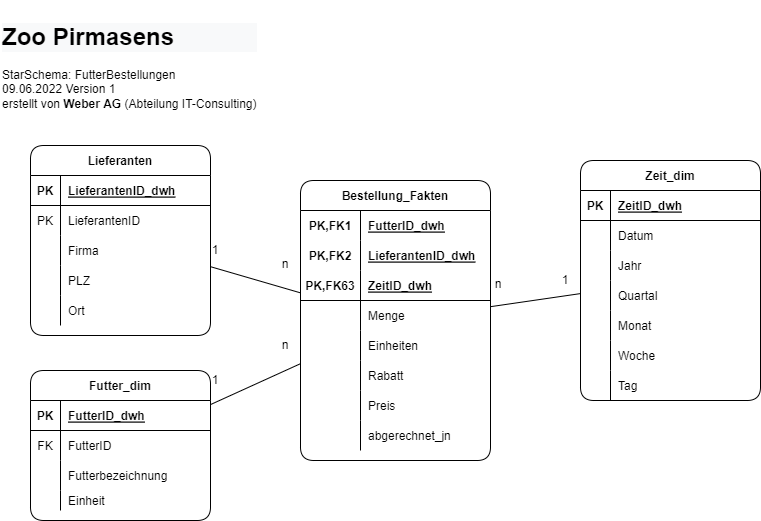 Zoo Pirmasens
StarSchema: FutterBestellungen
09.06.2022 Version 1
erstellt von Weber AG (Abteilung IT-Consulting)
Lieferanten
PK LieferantenID_dwh
PK LieferantenID
Firma
PLZ
Ort
1
n
Futter_dim
PK FutterID_dwh
FK FutterID
Futterbezeichnung
Einheit
1
n
Bestellung_Fakten
PK,FK1 FutterID_dwh
PK,FK2 LieferantenID_dwh
PK,FK63 ZeitID_dwh
Menge
Einheiten
Rabatt
Preis
abgerechnet_jn
n
1
Zeit_dim
PK ZeitID_dwh
Datum
Jahr
Quartal
Monat
Woche
Tag